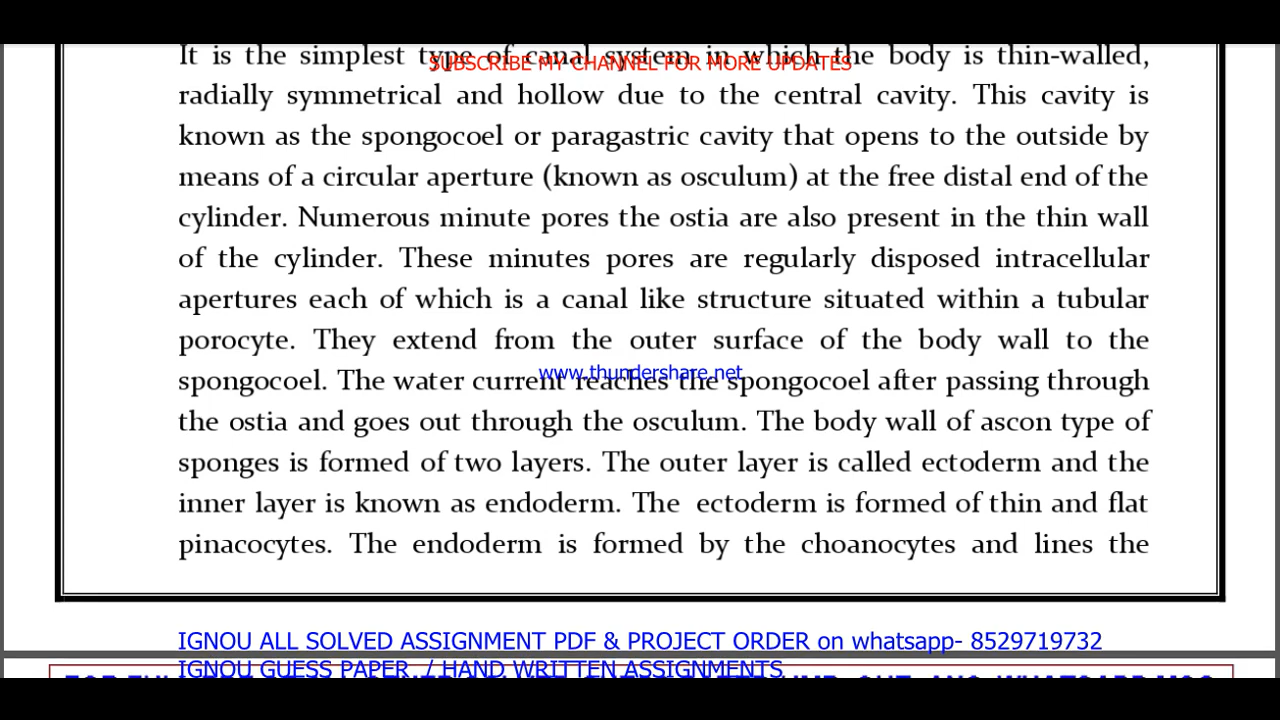 It is the simplest type of canal system in which the body is thin-walled,
SUBSCRIBE MY CHANNEL FOR MORE UPDATES
radially symmetrical and hollow due to the central cavity. This cavity is
known as the spongocoel or paragastric cavity that opens to the outside by
means of a circular aperture (known as osculum) at the free distal end of the
cylinder. Numerous minute pores the ostia are also present in the thin wall
of the cylinder. These minutes pores are regularly disposed intracellular
apertures each of which is a canal like structure situated within a tubular
porocyte. They extend from the outer surface of the body wall to the
www.thundershare.net
spongocoel. The water current reaches the spongocoel after passing through
the ostia and goes out through the osculum. The body wall of ascon type of
sponges is formed of two layers. The outer layer is called ectoderm and the
inner layer is known as endoderm. The ectoderm is formed of thin and flat
pinacocytes. The endoderm is formed by the choanocytes and lines the
IGNOU ALL SOLVED ASSIGNMENT PDF & PROJECT ORDER on whatsapp- 8529719732
IGNOU GUESS PAPER / HAND WRITTEN ASSIGNMENTS